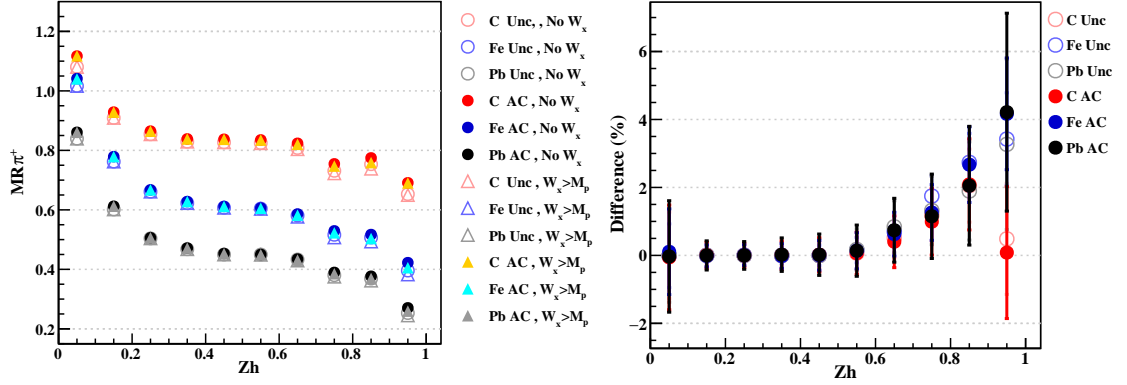 MRπ+
1.2
1.0
0.8
0.6
0.4
0.2
0 0.2 0.4 0.6 0.8 1
Zh
C Unc, , No Wx
Fe Unc , No Wx
Pb Unc , No Wx
C AC , No Wx
Fe AC , No Wx
Pb AC , No Wx
C Unc , Wx>Mp
Fe Unc , Wx>Mp
Pb Unc , Wx>Mp
C AC , Wx>Mp
Fe AC , Wx>Mp
Pb AC , Wx>Mp
Difference (%)
6
4
2
0
−2
0 0.2 0.4 0.6 0.8 1
Zh
C Unc
Fe Unc
Pb Unc
C AC
Fe AC
Pb AC